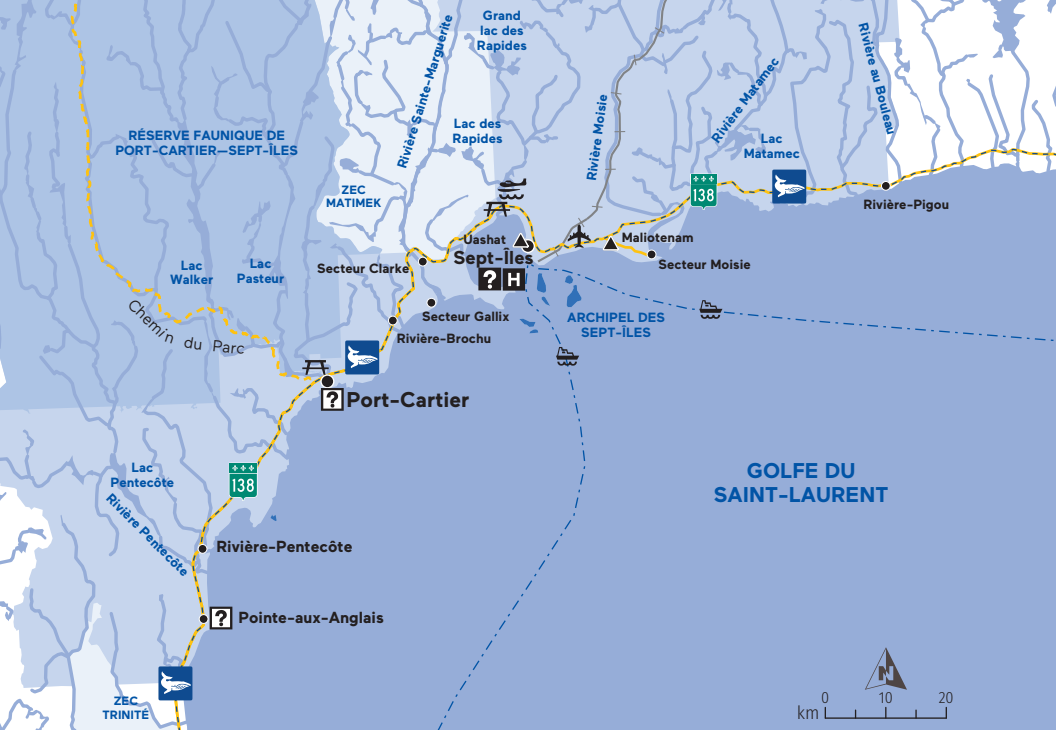 Grand
lac des
Rapides
Rivière Sainte-Marguerite
Rivière au Bouleau
Rivière Matamec
Rivière Moisie
Lac des
Rapides
RÉSERVE FAUNIQUE DE
PORT-CARTIER—SEPT-ÎLES
Lac
Matamec
ZEC
MATIMEK
138
Rivière-Pigou
Uashat
Maliotenam
Sept-Îles
Secteur Moisie
Secteur Clarke
? H
Lac
Walker
Lac
Pasteur
Secteur Gallix
ARCHIPEL DES
SEPT-ÎLES
Chemin du Parc
Rivière-Brochu
? Port-Cartier
Lac
Pentecôte
138
GOLFE DU
SAINT-LAURENT
Rivière Pentecôte
Rivière-Pentecôte
? Pointe-aux-Anglais
ZEC
TRINITÉ
N
0 10 20
km